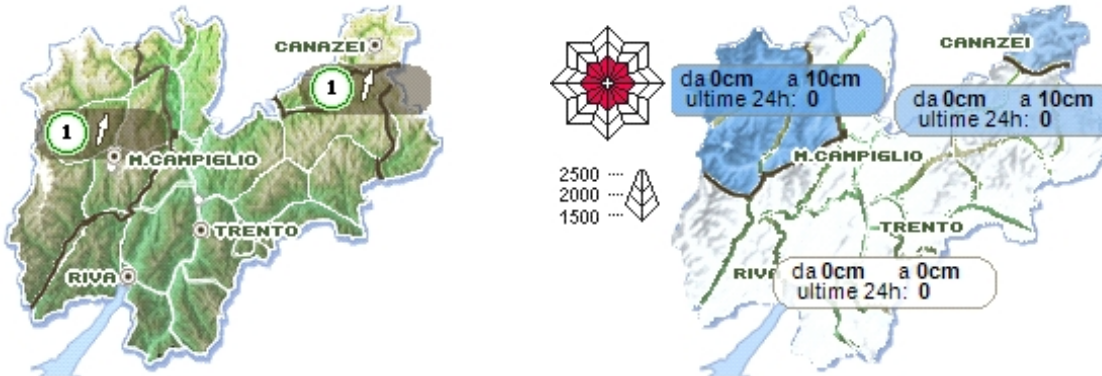 CANAZEI
1
1
M.CAMPIGLIO
TRENTO
RIVA
CANAZEI
da 0cm a 10cm
ultime 24h: 0
da 0cm a 10cm
ultime 24h: 0
M.CAMPIGLIO
2500
2000
1500
TRENTO
RIVA
da 0cm a 0cm
ultime 24h: 0